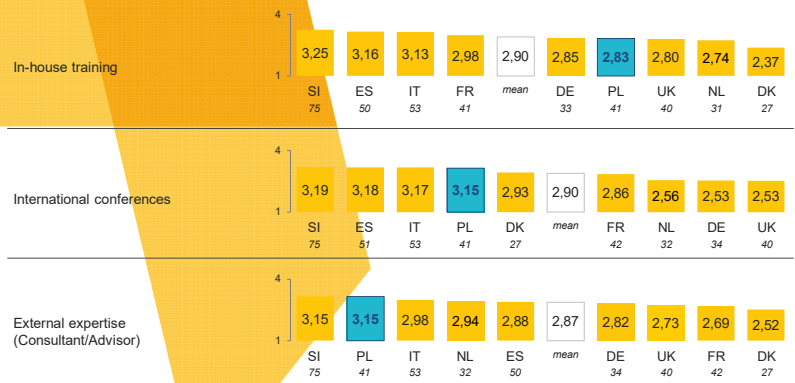 4
In-house training
3,25 3,16 3,13 2,98 2,90 2,85 2,83 2,80 2,74 2,37
1
SI ES IT FR mean DE PL UK NL DK
75 50 53 41 33 41 40 31 27
4
International conferences
3,19 3,18 3,17 3,15 2,93 2,90 2,86 2,56 2,53 2,53
1
SI ES IT PL DK mean FR NL DE UK
75 51 53 41 27 42 32 34 40
4
External expertise
(Consultant/Advisor)
3,15 3,15 2,98 2,94 2,88 2,87 2,82 2,73 2,69 2,52
1
SI PL IT NL ES mean DE UK FR DK
75 41 53 32 50 34 40 42 27